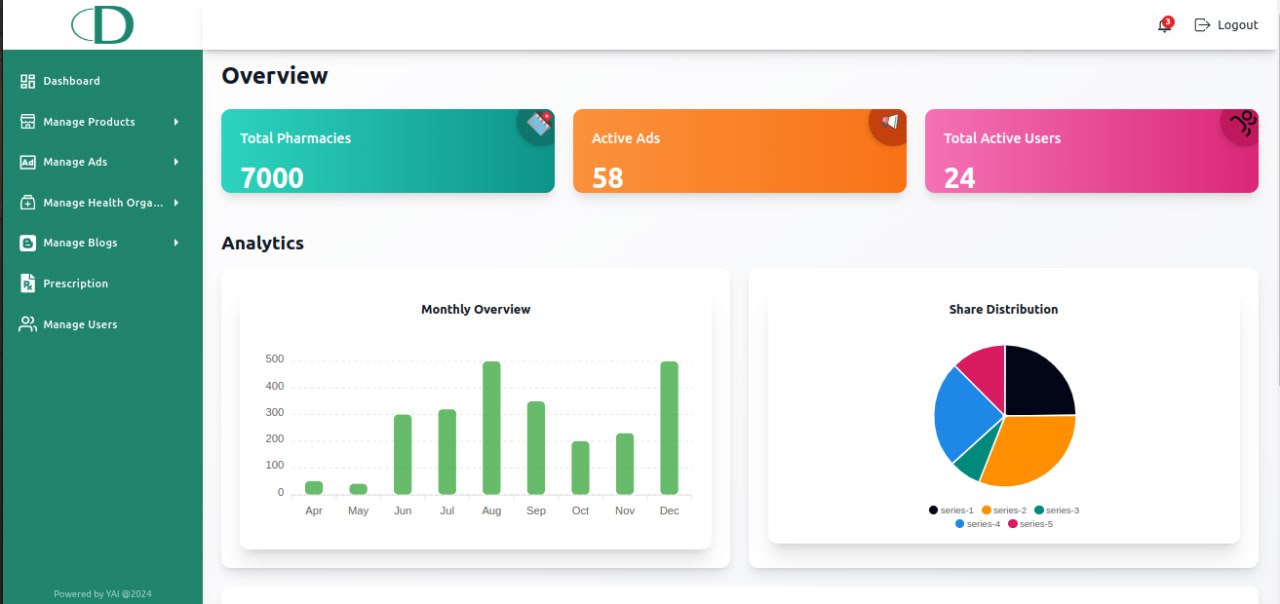 D
3
Logout
Dashboard
Manage Products
Ad Manage Ads
Manage Health Orga...
B Manage Blogs
Rx Prescription
Manage Users
Powered by YAI @2024
Overview
Total Pharmacies
7000
Active Ads
58
Total Active Users
24
Analytics
Monthly Overview
500
400
300
200
100
0
Apr May Jun Jul Aug Sep Oct Nov Dec
Share Distribution
series-1 series-2 series-3
series-4 series-5